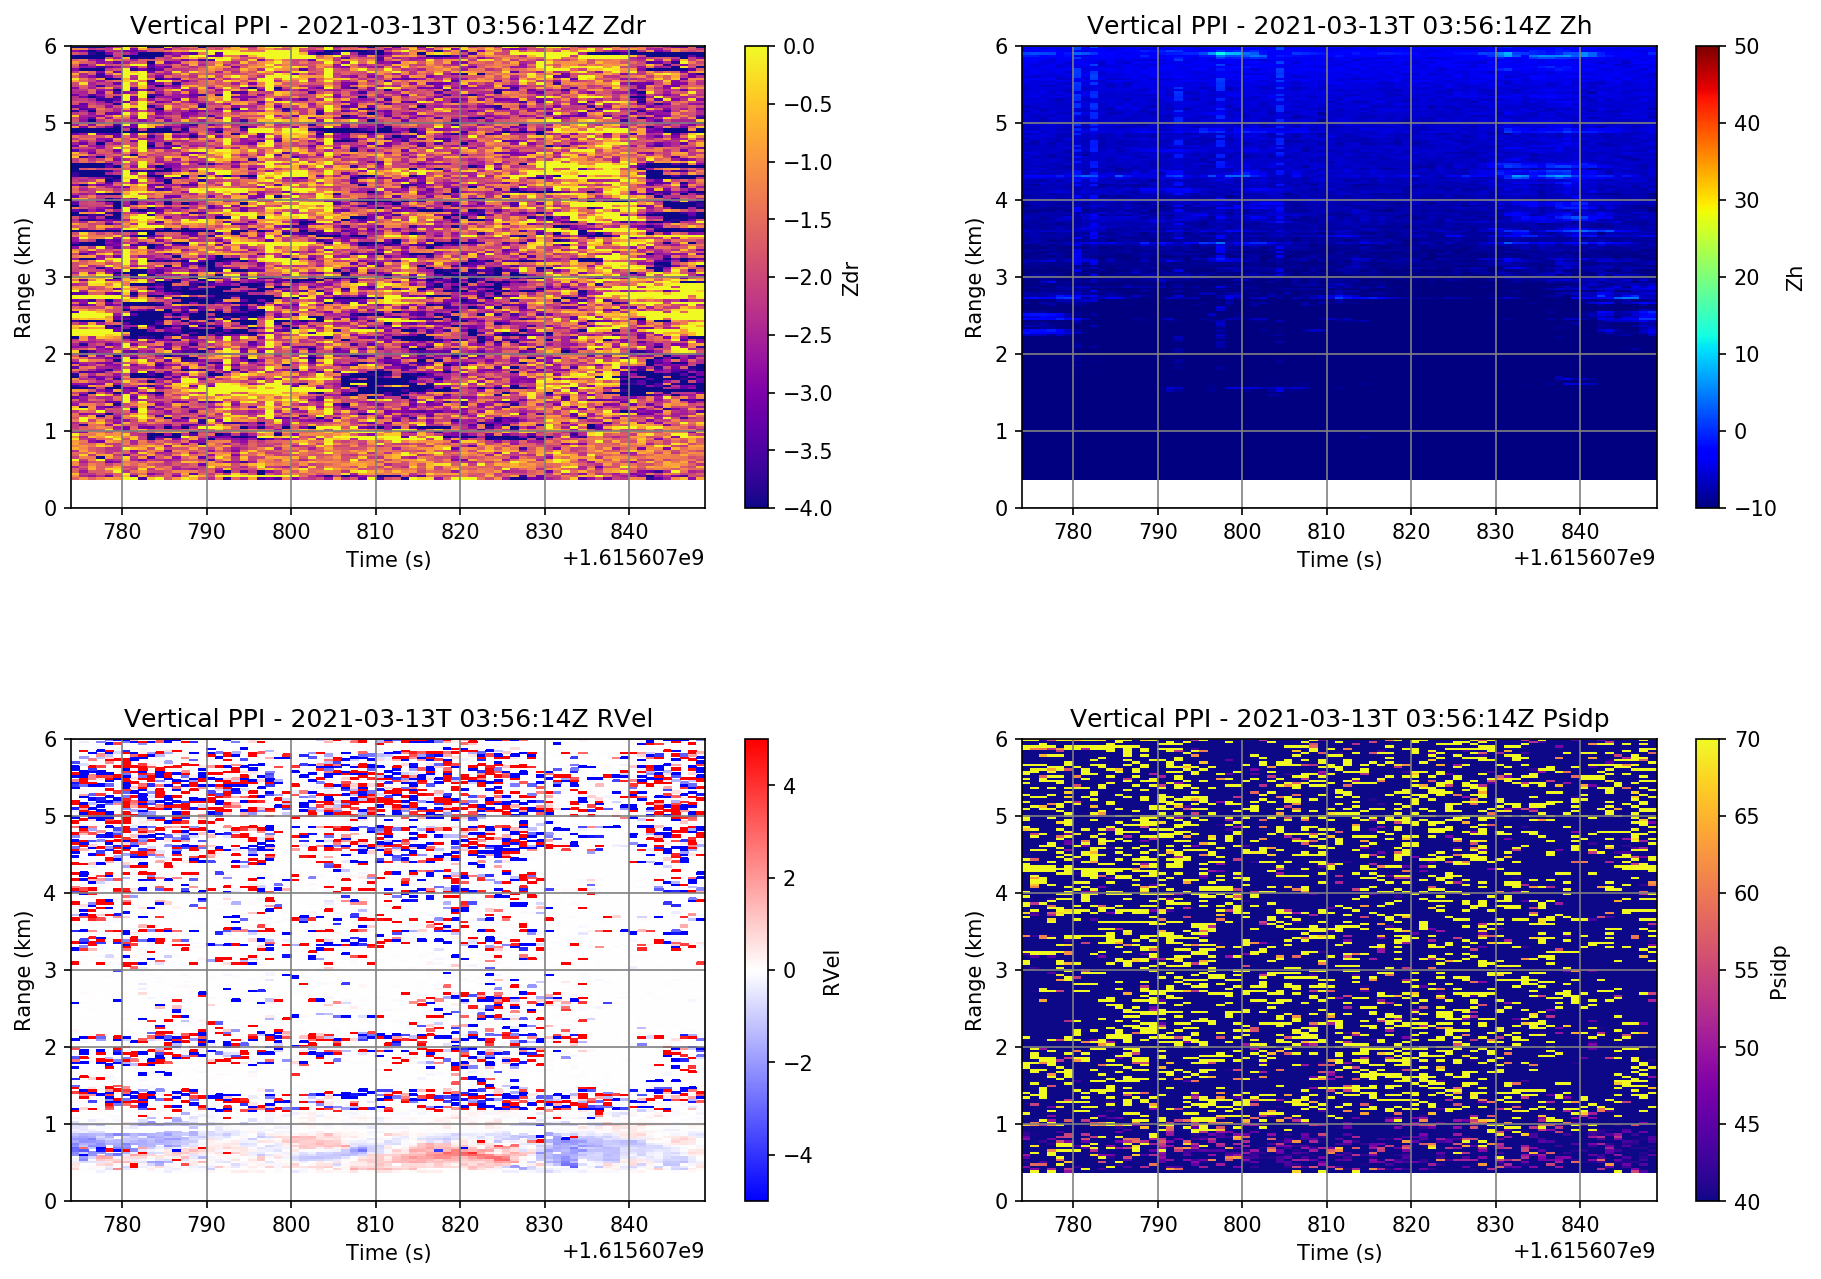 Vertical PPI - 2021-03-13T 03:56:14Z Zdr
6
5
4
3
2
1
0
Range (km)
780 790 800 810 820 830 840
Time (s)
+1.615607e9
0.0
−0.5
−1.0
−1.5
−2.0
−2.5
−3.0
−3.5
−4.0
Zdr
Vertical PPI - 2021-03-13T 03:56:14Z Zh
6
5
4
3
2
1
0
Range (km)
780 790 800 810 820 830 840
Time (s)
+1.615607e9
50
40
30
20
10
0
−10
Zh
Vertical PPI - 2021-03-13T 03:56:14Z RVel
6
5
4
3
2
1
0
Range (km)
780 790 800 810 820 830 840
Time (s)
+1.615607e9
4
2
0
−2
−4
RVel
Vertical PPI - 2021-03-13T 03:56:14Z Psidp
6
5
4
3
2
1
0
Range (km)
780 790 800 810 820 830 840
Time (s)
+1.615607e9
70
65
60
55
50
45
40
Psidp